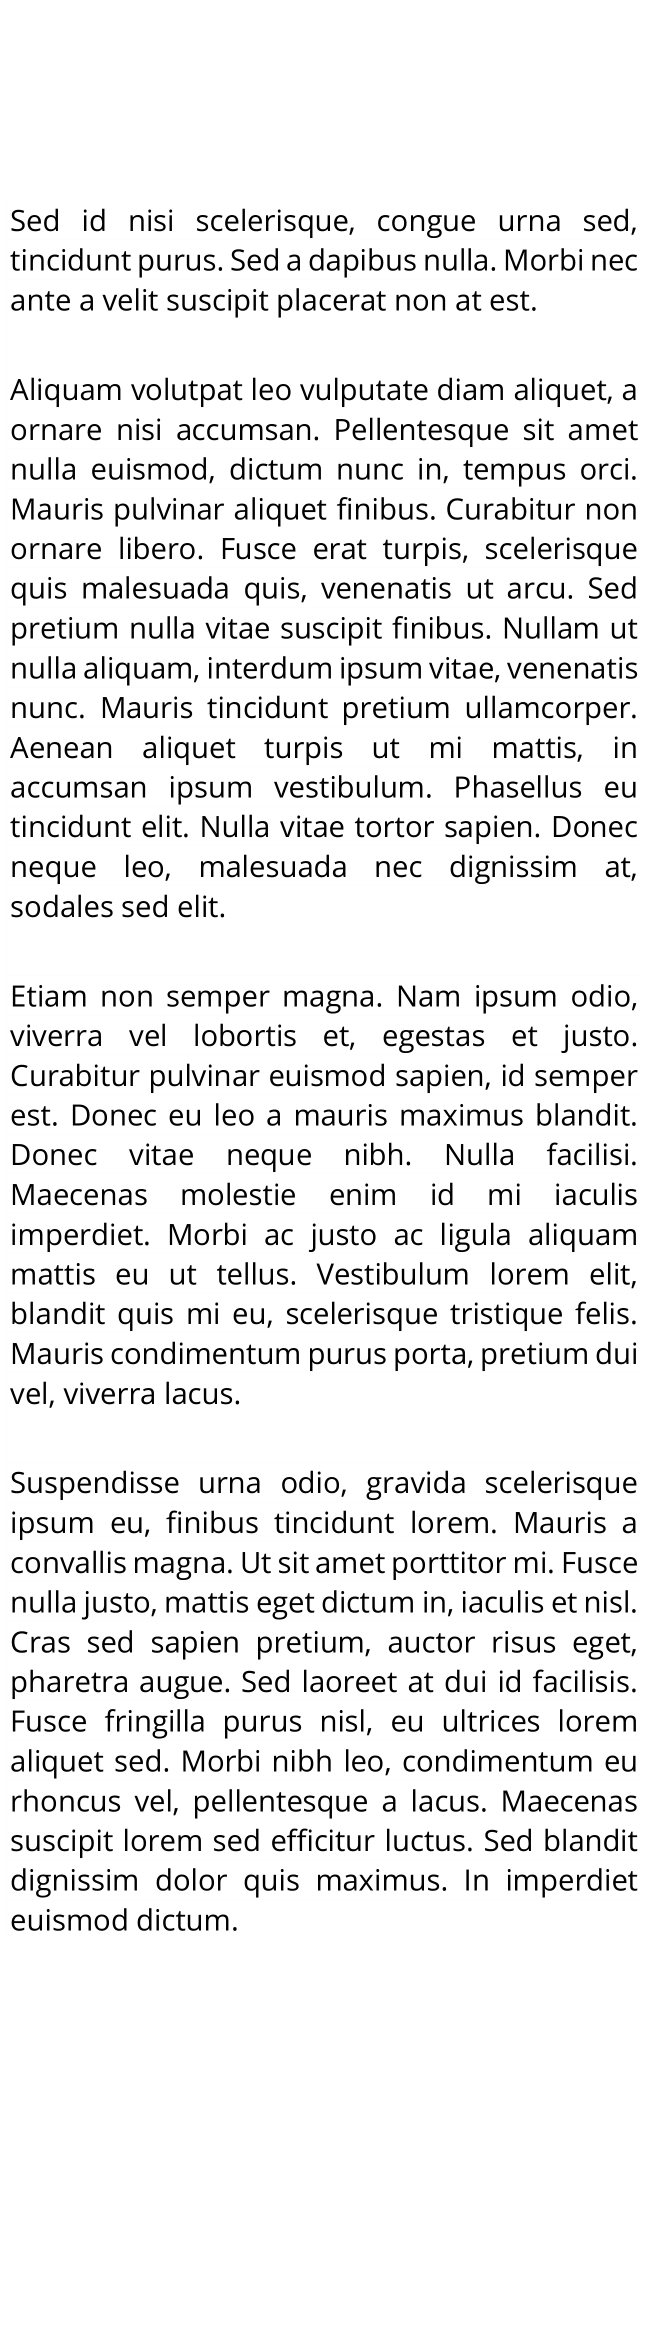 Sed id nisi scelerisque, congue urna sed,
tincidunt purus. Sed a dapibus nulla. Morbi nec
ante a velit suscipit placerat non at est.
Aliquam volutpat leo vulputate diam aliquet, a
ornare nisi accumsan. Pellentesque sit amet
nulla euismod, dictum nunc in, tempus orci.
Mauris pulvinar aliquet finibus. Curabitur non
ornare libero. Fusce erat turpis, scelerisque
quis malesuada quis, venenatis ut arcu. Sed
pretium nulla vitae suscipit finibus. Nullam ut
nulla aliquam, interdum ipsum vitae, venenatis
nunc. Mauris tincidunt pretium ullamcorper.
Aenean aliquet turpis ut mi mattis, in
accumsan ipsum vestibulum. Phasellus eu
tincidunt elit. Nulla vitae tortor sapien. Donec
neque leo, malesuada nec dignissim at,
sodales sed elit.
Etiam non semper magna. Nam ipsum odio,
viverra vel lobortis et, egestas et justo.
Curabitur pulvinar euismod sapien, id semper
est. Donec eu leo a mauris maximus blandit.
Donec vitae neque nibh. Nulla facilisi.
Maecenas molestie enim id mi iaculis
imperdiet. Morbi ac justo ac ligula aliquam
mattis eu ut tellus. Vestibulum lorem elit,
blandit quis mi eu, scelerisque tristique felis.
Mauris condimentum purus porta, pretium dui
vel, viverra lacus.
Suspendisse urna odio, gravida scelerisque
ipsum eu, finibus tincidunt lorem. Mauris a
convallis magna. Ut sit amet porttitor mi. Fusce
nulla justo, mattis eget dictum in, iaculis et nisl.
Cras sed sapien pretium, auctor risus eget,
pharetra augue. Sed laoreet at dui id facilisis.
Fusce fringilla purus nisl, eu ultrices lorem
aliquet sed. Morbi nibh leo, condimentum eu
rhoncus vel, pellentesque a lacus. Maecenas
suscipit lorem sed efficitur luctus. Sed blandit
dignissim dolor quis maximus. In imperdiet
euismod dictum.